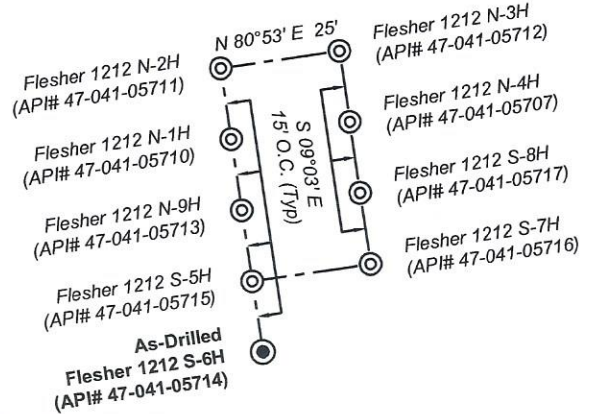 N 80°53' E 25'
Flesher 1212 N-2H
(API# 47-041-05711)
Flesher 1212 N-1H
(API# 47-041-05710)
Flesher 1212 N-9H
(API# 47-041-05713)
Flesher 1212 S-5H
(API# 47-041-05715)
As-Drilled
Flesher 1212 S-6H
(API# 47-041-05714)
S 09°03' E
15' O.C. (Typ)
Flesher 1212 N-3H
(API# 47-041-05712)
Flesher 1212 N-4H
(API# 47-041-05707)
Flesher 1212 S-8H
(API# 47-041-05717)
Flesher 1212 S-7H
(API# 47-041-05716)